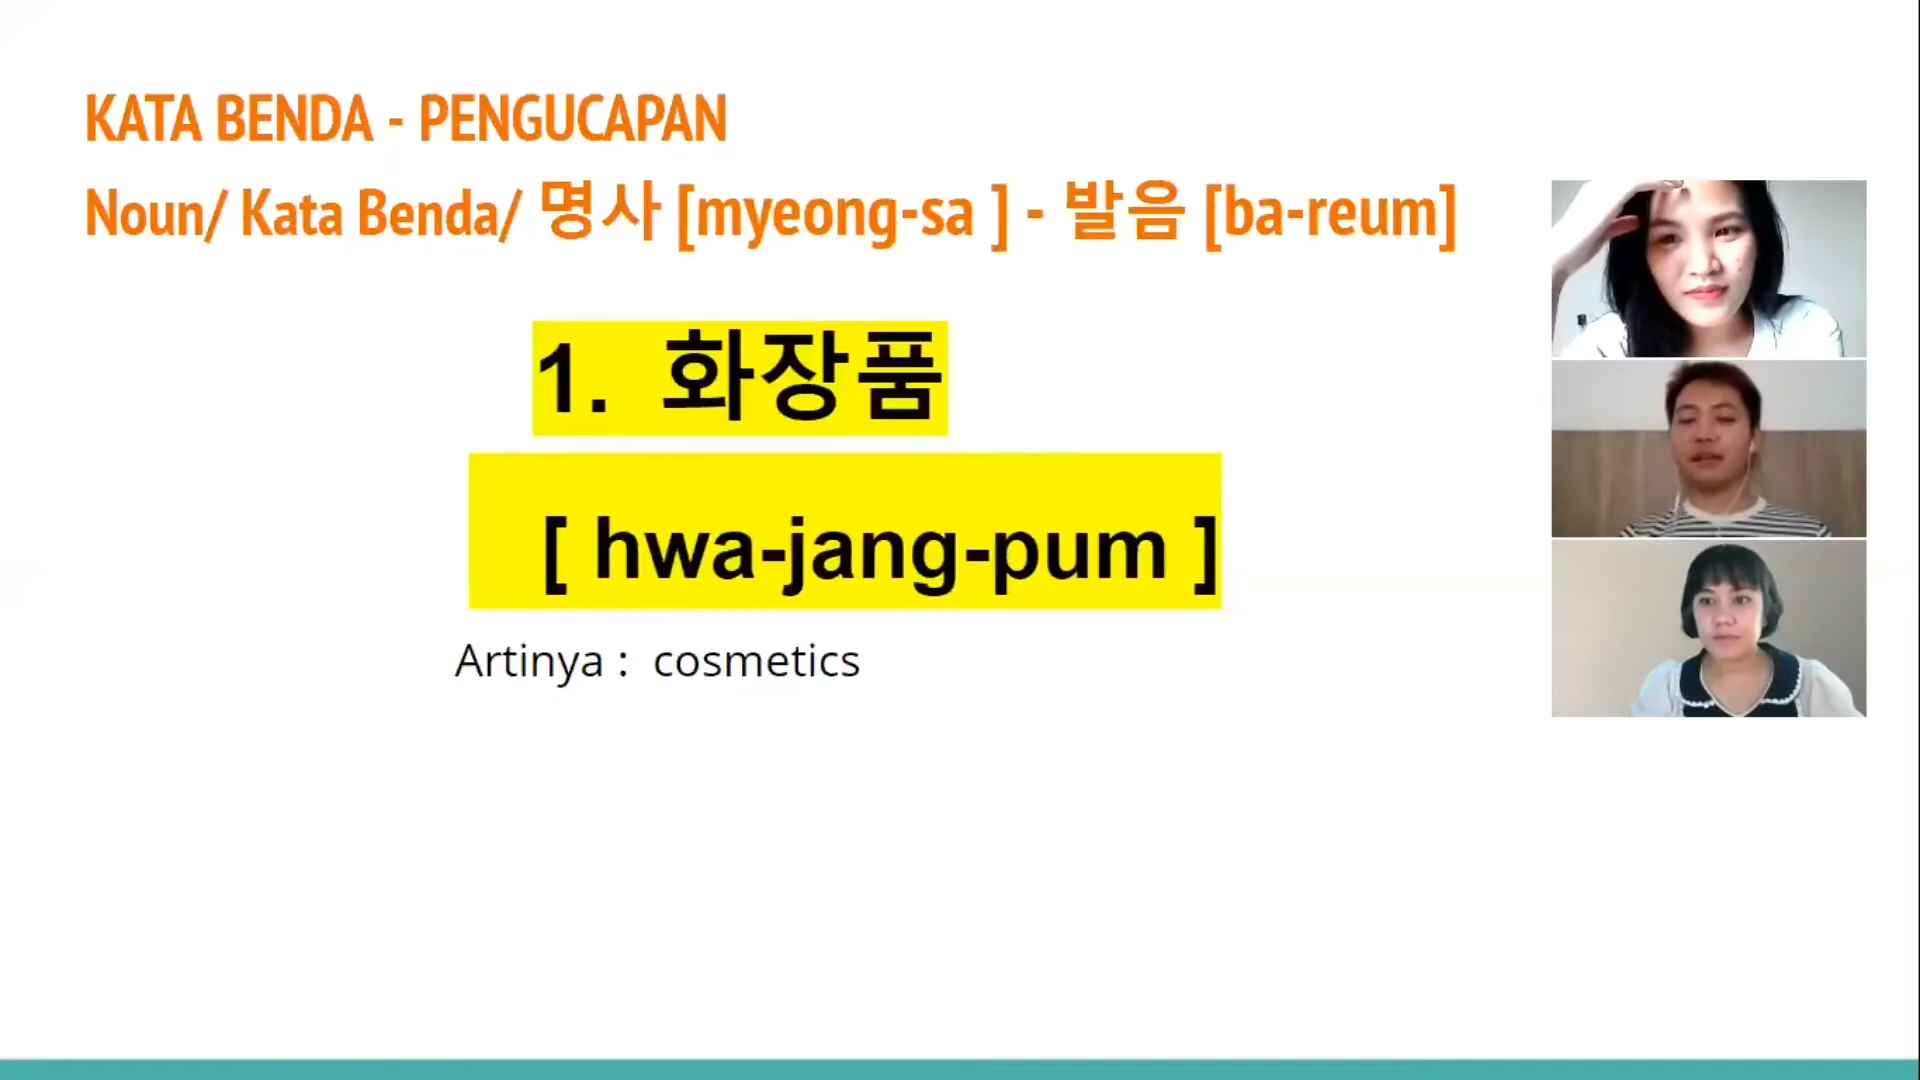 KATA BENDA - PENGUCAPAN
Noun/ Kata Benda/ 명사 [myeong-sa ] - 발음 [ba-reum]
1. 화장품
[ hwa-jang-pum ]
Artinya : cosmetics